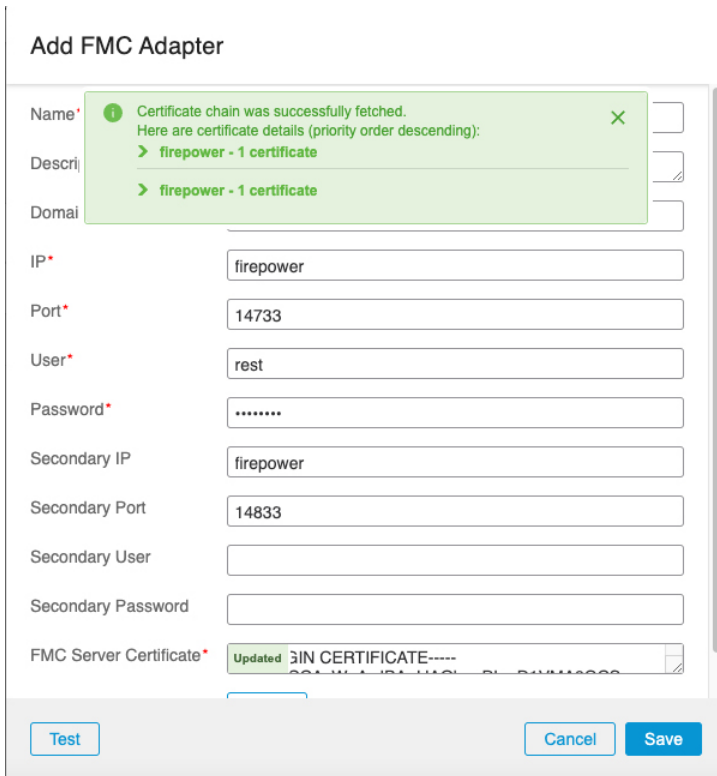 Add FMC Adapter
Name*
Certificate chain was successfully fetched.
Here are certificate details (priority order descending):
firepower - 1 certificate
firepower - 1 certificate
Descri
Domai
IP*
firepower
Port*
14733
User*
rest
Password*
••••••••
Secondary IP
firepower
Secondary Port
14833
Secondary User
Secondary Password
FMC Server Certificate*
Updated
GIN CERTIFICATE-----
Test
Cancel
Save